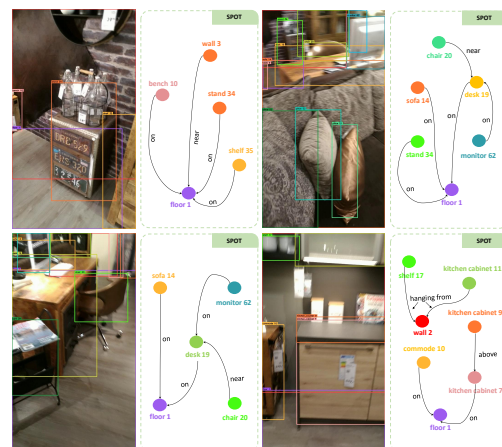 SPOT
wall 3
bench 10
stand 34
near
on
on
on
shelf 35
floor 1
SPOT
chair 20
near
sofa 14
desk 19
on
on
on
stand 34
monitor 62
on
floor 1
SPOT
sofa 14
monitor 62
on
on
desk 19
on
near
floor 1
chair 20
SPOT
shelf 17
kitchen cabinet 11
hanging from
wall 2
kitchen cabinet 9
commode 10
above
kitchen cabinet 7
on
on
floor 1